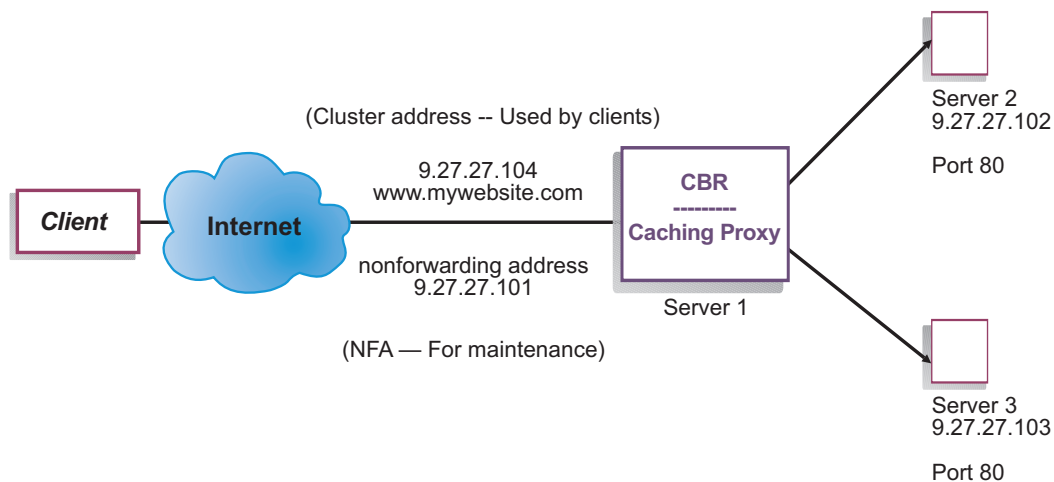 (Cluster address -- Used by clients)
9.27.27.104
www.mywebsite.com
Client
Internet
nonforwarding address
9.27.27.101
(NFA — For maintenance)
CBR
---------
Caching Proxy
Server 1
Server 2
9.27.27.102
Port 80
Server 3
9.27.27.103
Port 80